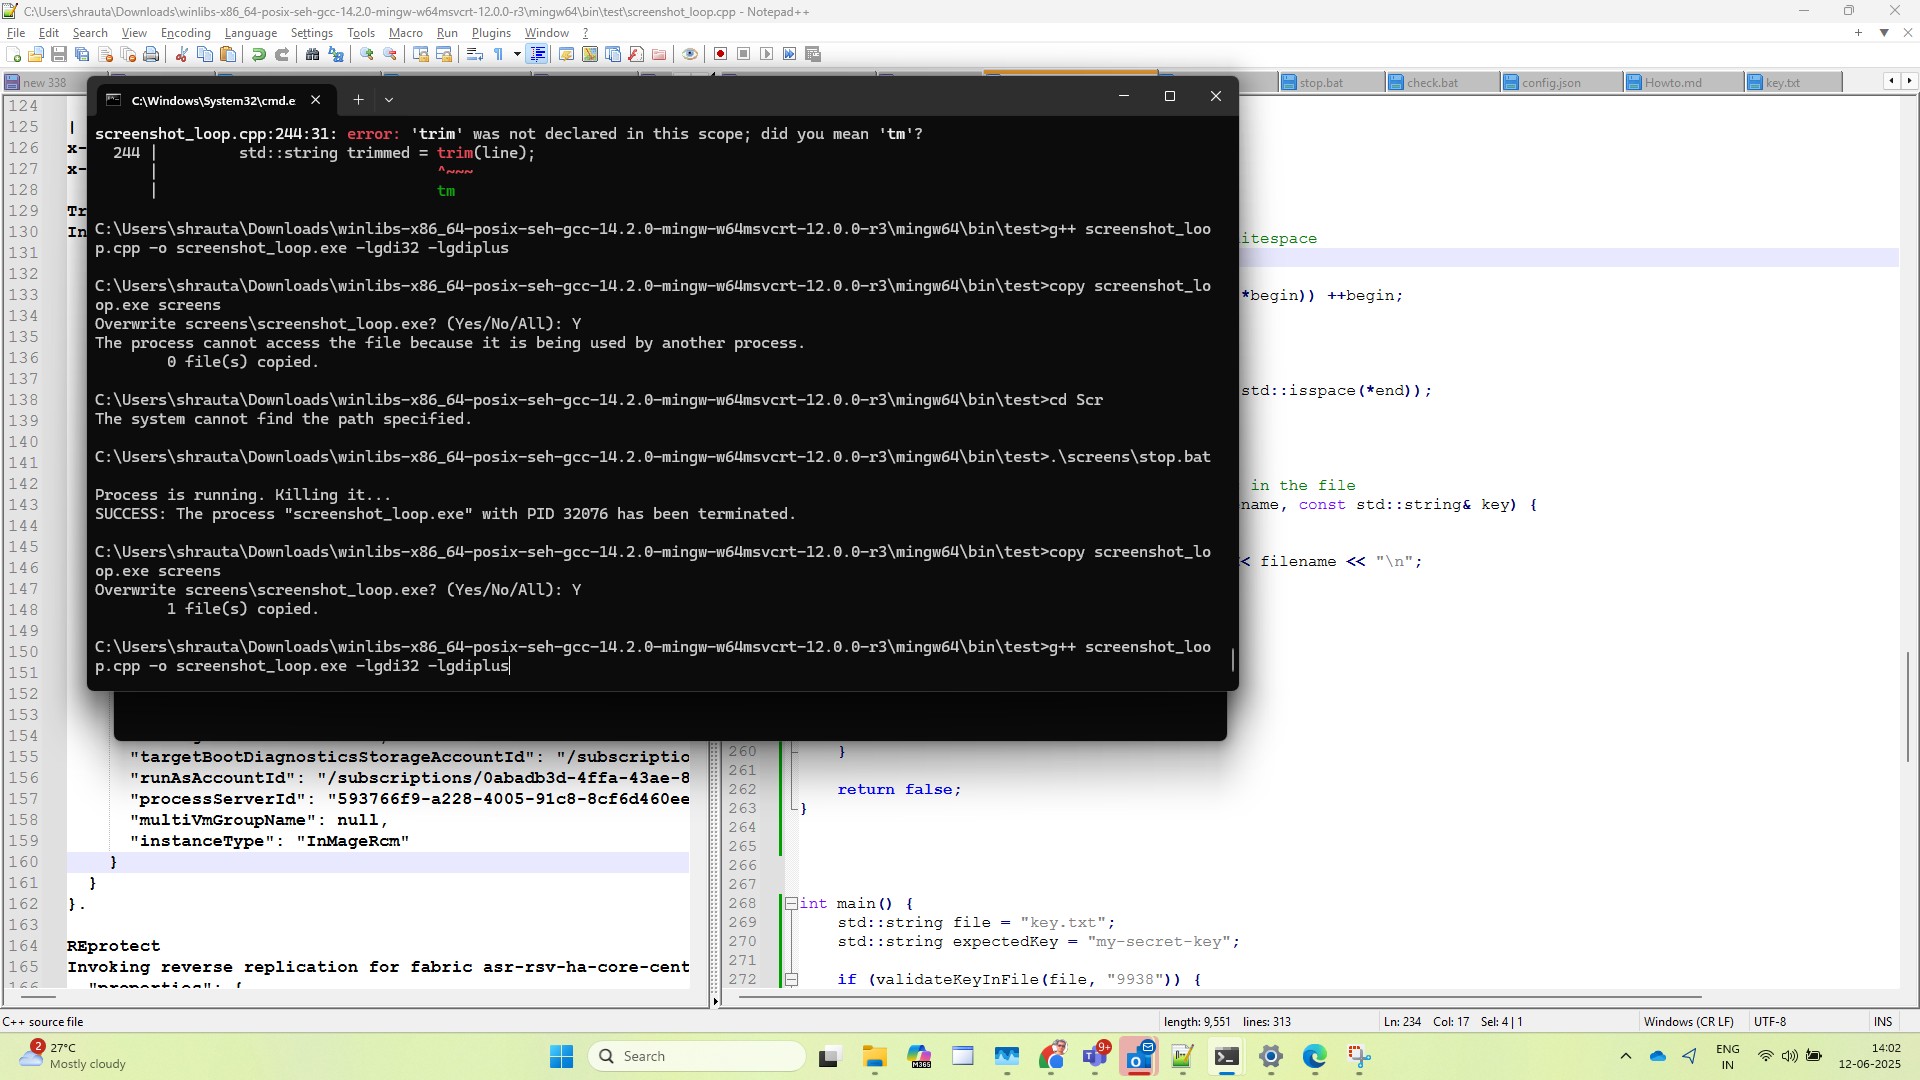 C:\Users\shrauta\Downloads\winlibs-x86_64-posix-seh-gcc-14.2.0-mingw-w64msvcrt-12.0.0-r3\mingw64\bin\test\screenshot_loop.cpp - Notepad++
File Edit Search View Encoding Language Settings Tools Macro Run Plugins Window ?
new 338 stop.bat check.bat config.json Howto.md key.txt
C:\Windows\System32\cmd.e
screenshot_loop.cpp:244:31: error: 'trim' was not declared in this scope; did you mean 'tm'?
244 | std::string trimmed = trim(line);
| ^~~~
| tm
C:\Users\shrauta\Downloads\winlibs-x86_64-posix-seh-gcc-14.2.0-mingw-w64msvcrt-12.0.0-r3\mingw64\bin\test>g++ screenshot_loo
p.cpp -o screenshot_loop.exe -lgdi32 -lgdiplus
C:\Users\shrauta\Downloads\winlibs-x86_64-posix-seh-gcc-14.2.0-mingw-w64msvcrt-12.0.0-r3\mingw64\bin\test>copy screenshot_lo
op.exe screens
Overwrite screens\screenshot_loop.exe? (Yes/No/All): Y
The process cannot access the file because it is being used by another process.
0 file(s) copied.
C:\Users\shrauta\Downloads\winlibs-x86_64-posix-seh-gcc-14.2.0-mingw-w64msvcrt-12.0.0-r3\mingw64\bin\test>cd Scr
The system cannot find the path specified.
C:\Users\shrauta\Downloads\winlibs-x86_64-posix-seh-gcc-14.2.0-mingw-w64msvcrt-12.0.0-r3\mingw64\bin\test>.\screens\stop.bat
Process is running. Killing it...
SUCCESS: The process "screenshot_loop.exe" with PID 32076 has been terminated.
C:\Users\shrauta\Downloads\winlibs-x86_64-posix-seh-gcc-14.2.0-mingw-w64msvcrt-12.0.0-r3\mingw64\bin\test>copy screenshot_lo
op.exe screens
Overwrite screens\screenshot_loop.exe? (Yes/No/All): Y
1 file(s) copied.
C:\Users\shrauta\Downloads\winlibs-x86_64-posix-seh-gcc-14.2.0-mingw-w64msvcrt-12.0.0-r3\mingw64\bin\test>g++ screenshot_loo
p.cpp -o screenshot_loop.exe -lgdi32 -lgdiplus
124
125 |
126 x-
127 x-
128
129 Tr
130 In
131
132
133
134
135
136
137
138
139
140
141
142
143
144
145
146
147
148
149
150
151
152
153
154
155 "targetBootDiagnosticsStorageAccountId": "/subscriptio
156 "runAsAccountId": "/subscriptions/0abadb3d-4ffa-43ae-8
157 "processServerId": "593766f9-a228-4005-91c8-8cf6d460ee
158 "multiVmGroupName": null,
159 "instanceType": "InMageRcm"
160 }
161 }
162 }.
163
164 REprotect
165 Invoking reverse replication for fabric asr-rsv-ha-core-cent
166 "properties": {
itespace
*begin)) ++begin;
std::isspace(*end));
in the file
name, const std::string& key) {
< filename << "\n";
260 }
261
262 return false;
263 }
264
265
266
267
268 int main() {
269 std::string file = "key.txt";
270 std::string expectedKey = "my-secret-key";
271
272 if (validateKeyInFile(file, "9938")) {
C++ source file length: 9,551 lines: 313 Ln: 234 Col: 17 Sel: 4 | 1 Windows (CR LF) UTF-8 INS
2
27°C
Mostly cloudy
Search
M365
9+
ENG
IN
14:02
12-06-2025